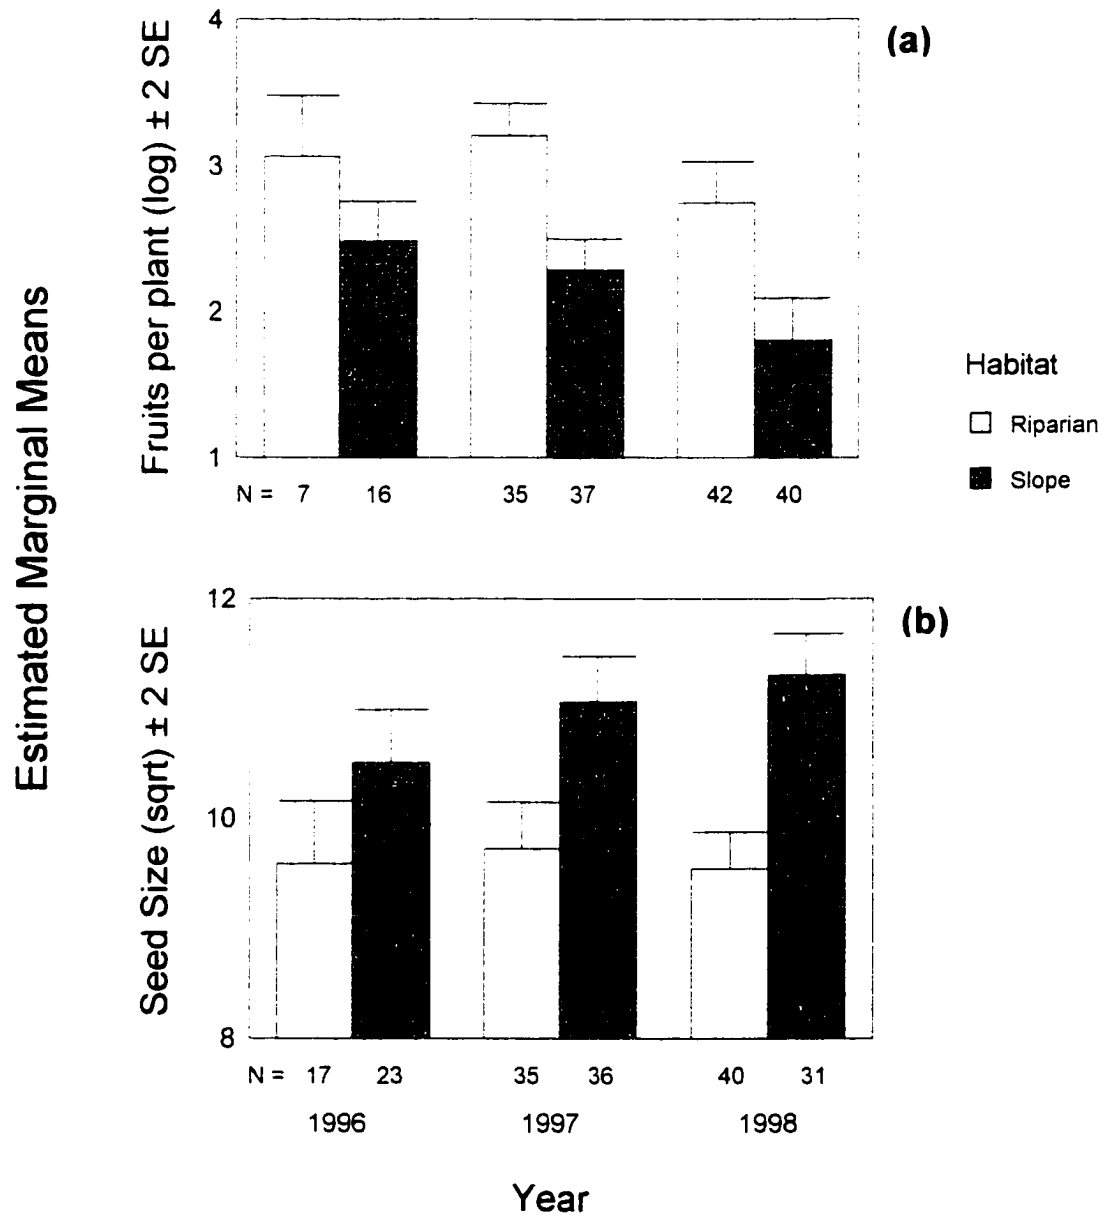 Estimated Marginal Means
Fruits per plant (log) ± 2 SE
4
3
2
1
(a)
N = 7 16 35 37 42 40
Habitat
Riparian
Slope
Seed Size (sqrt) ± 2 SE
12
10
8
(b)
N = 17 23 35 36 40 31
1996 1997 1998
Year